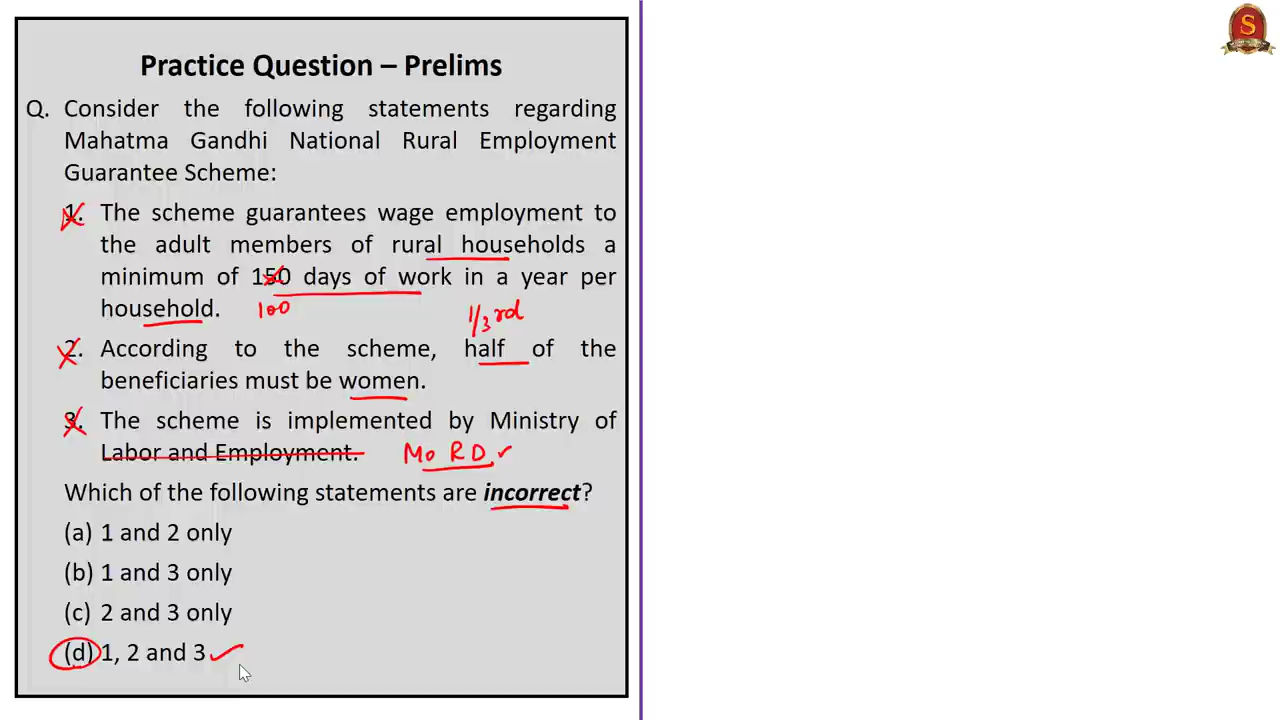 Practice Question – Prelims
Q. Consider the following statements regarding
Mahatma Gandhi National Rural Employment
Guarantee Scheme:
1. The scheme guarantees wage employment to
the adult members of rural households a
minimum of 150 days of work in a year per
household.
100
1/3 rd
2. According to the scheme, half of the
beneficiaries must be women.
3. The scheme is implemented by Ministry of
Labor and Employment.
Mo RD
Which of the following statements are incorrect?
(a) 1 and 2 only
(b) 1 and 3 only
(c) 2 and 3 only
(d) 1, 2 and 3
S